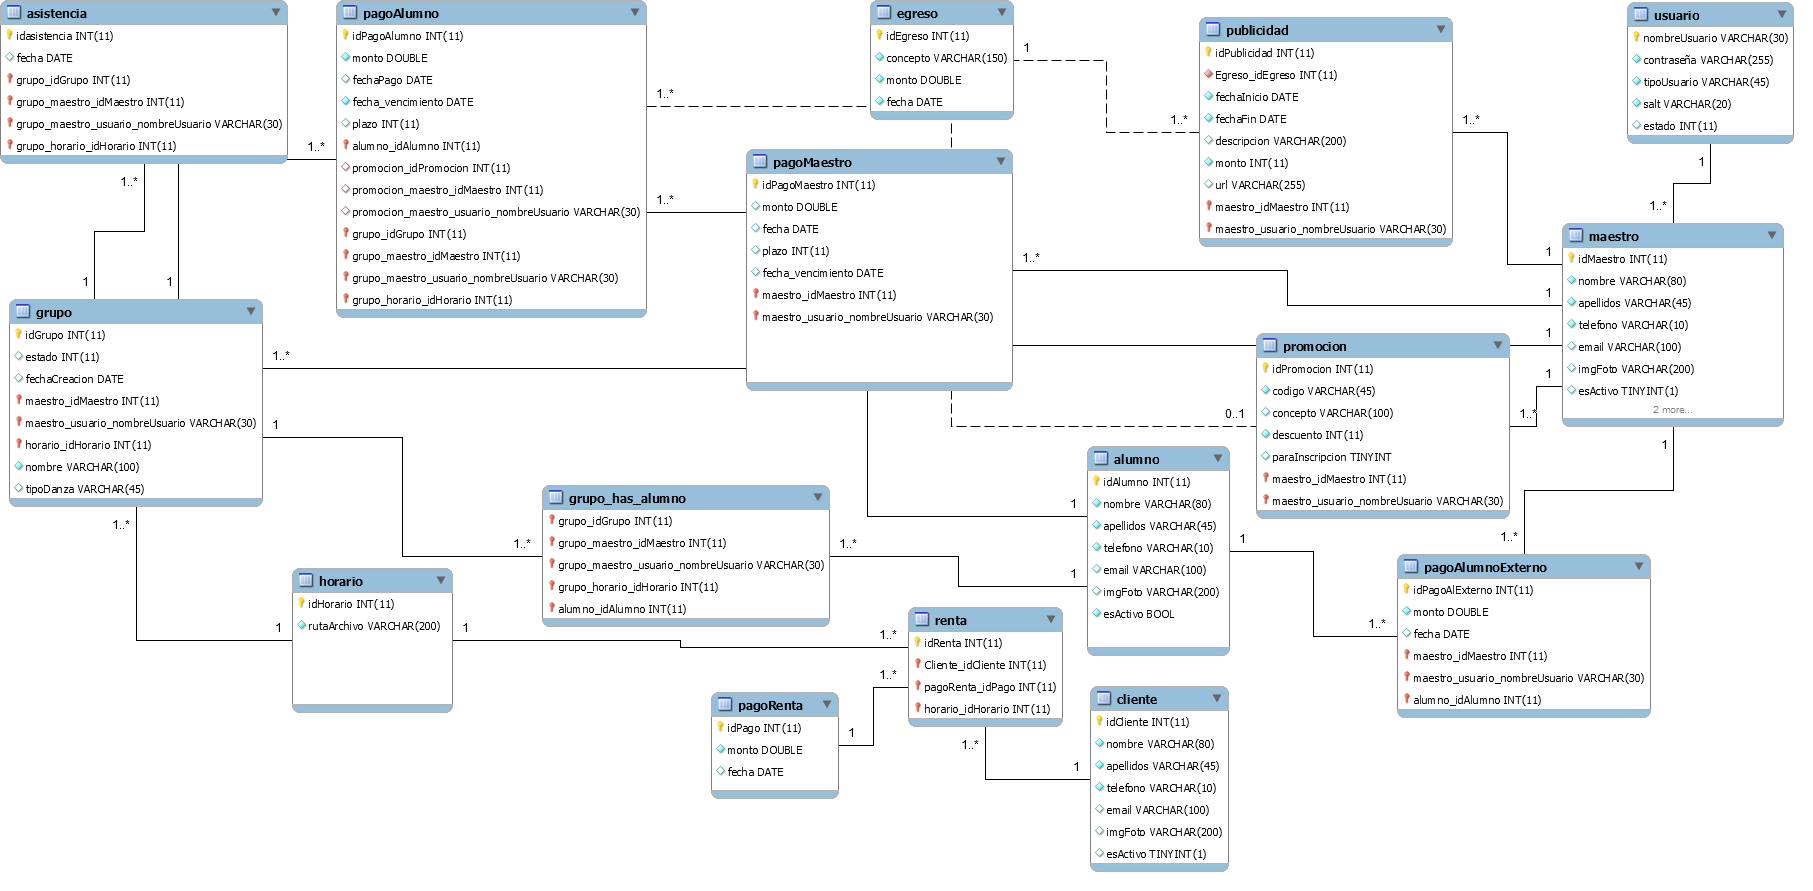 asistencia
idasistencia INT(11)
fecha DATE
grupo_idGrupo INT(11)
grupo_maestro_idMaestro INT(11)
grupo_maestro_usuario_nombreUsuario VARCHAR(30)
grupo_horario_idHorario INT(11)
pagoAlumno
idPagoAlumno INT(11)
monto DOUBLE
fechaPago DATE
fecha_vencimiento DATE
plazo INT(11)
alumno_idAlumno INT(11)
promocion_idPromocion INT(11)
promocion_maestro_idMaestro INT(11)
promocion_maestro_usuario_nombreUsuario VARCHAR(30)
grupo_idGrupo INT(11)
grupo_maestro_idMaestro INT(11)
grupo_maestro_usuario_nombreUsuario VARCHAR(30)
grupo_horario_idHorario INT(11)
egreso
idEgreso INT(11)
concepto VARCHAR(150)
monto DOUBLE
fecha DATE
publicidad
idPublicidad INT(11)
Egreso_idEgreso INT(11)
fechaInicio DATE
fechaFin DATE
descripcion VARCHAR(200)
monto INT(11)
url VARCHAR(255)
maestro_idMaestro INT(11)
maestro_usuario_nombreUsuario VARCHAR(30)
usuario
nombreUsuario VARCHAR(30)
contraseña VARCHAR(255)
tipoUsuario VARCHAR(45)
salt VARCHAR(20)
estado INT(11)
pagoMaestro
idPagoMaestro INT(11)
monto DOUBLE
fecha DATE
plazo INT(11)
fecha_vencimiento DATE
maestro_idMaestro INT(11)
maestro_usuario_nombreUsuario VARCHAR(30)
maestro
idMaestro INT(11)
nombre VARCHAR(80)
apellidos VARCHAR(45)
telefono VARCHAR(10)
email VARCHAR(100)
imgFoto VARCHAR(200)
esActivo TINYINT(1)
2 more...
grupo
idGrupo INT(11)
estado INT(11)
fechaCreacion DATE
maestro_idMaestro INT(11)
maestro_usuario_nombreUsuario VARCHAR(30)
horario_idHorario INT(11)
nombre VARCHAR(100)
tipoDanza VARCHAR(45)
promocion
idPromocion INT(11)
codigo VARCHAR(45)
concepto VARCHAR(100)
descuento INT(11)
paraInscripcion TINYINT
maestro_idMaestro INT(11)
maestro_usuario_nombreUsuario VARCHAR(30)
alumno
idAlumno INT(11)
nombre VARCHAR(80)
apellidos VARCHAR(45)
telefono VARCHAR(10)
email VARCHAR(100)
imgFoto VARCHAR(200)
esActivo BOOL
grupo_has_alumno
grupo_idGrupo INT(11)
grupo_maestro_idMaestro INT(11)
grupo_maestro_usuario_nombreUsuario VARCHAR(30)
grupo_horario_idHorario INT(11)
alumno_idAlumno INT(11)
pagoAlumnoExterno
idPagoAlExterno INT(11)
monto DOUBLE
fecha DATE
maestro_idMaestro INT(11)
maestro_usuario_nombreUsuario VARCHAR(30)
alumno_idAlumno INT(11)
horario
idHorario INT(11)
rutaArchivo VARCHAR(200)
renta
idRenta INT(11)
Cliente_idCliente INT(11)
pagoRenta_idPago INT(11)
horario_idHorario INT(11)
pagoRenta
idPago INT(11)
monto DOUBLE
fecha DATE
cliente
idCliente INT(11)
nombre VARCHAR(80)
apellidos VARCHAR(45)
telefono VARCHAR(10)
email VARCHAR(100)
imgFoto VARCHAR(200)
esActivo TINYINT(1)
1
1..*
1..*
1..*
1
1..*
1..*
1..*
1..*
1
1
1
1..*
1
1
1..*
1
1
0..1
1..*
1
1
1
1..*
1..*
1
1..*
1
1..*
1..*
1
1
1..*
1..*
1
1..*
1